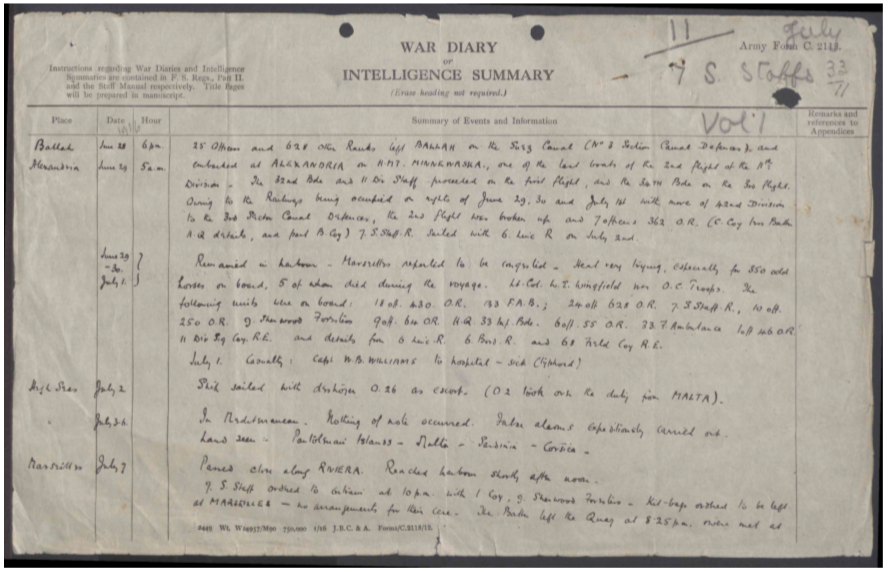 11
July
WAR DIARY
OR
INTELLIGENCE SUMMARY
(Erase heading not required.)
Army Form C. 2118.
7 S. Staffs 33/11
Vol 1
Instructions regarding War Diaries and Intelligence
Summaries are contained in F. S. Regs., Part II.
and the Staff Manual respectively. Title Pages
will be prepared in manuscript.
Place Date Hour Summary of Events and Information Remarks and references to Appendices
1916
Ballah June 28 6 p.m. 25 Officers and 628 Other Ranks left BALLAH on the Suez Canal (No 3 Section Canal Defences), and
Alexandria June 29 5 a.m. embarked at ALEXANDRIA on H.M.T. MINNEWASKA, one of the last boats of the 2nd flight of the 11th
Division. The 32nd Bde and 11 Div Staff proceeded on the first flight, and the 34TH Bde on the 3rd flight.
Owing to the Railways being occupied on nights of June 29, 30 and July 1st with move of 42nd Division
to the 3rd Sector Canal Defences, the 2nd flight was broken up and 7 officers 362 O.R. (C. Coy less Battn
H.Q details, and part B. Coy) 7. S. Staff. R. sailed with 6. Linc R on July 2nd.
June 29
– 30.
July 1. Remained in harbour – Marseilles reported to be congested – Heat very trying, especially for 850 odd
horses on board, 5 of whom died during the voyage. Lt-Col. W.E. Wingfield was O.C Troops. The
following units were on board: 18 off. 430 O.R. 133 F.A.B.; 24 off 628 O.R. 7. S. Staff. R., 10 off.
250 O.R. 9. Sherwood Foresters 9 off. 64 O.R. H.Q. 33 Inf. Bde. 6 off. 55 O.R. 33. F. Ambulance 1 off 46 O.R.
11 Div Sig Coy. R.E. and details from 6 Linc. R. 6 Bord. R. and 68 Field Coy R.E.
July 1. Casualty: Capt W.B. WILLIAMS to hospital – sick
High Seas July 2 Ship sailed with destroyer O.26 as escort. (O 2 took over the duty from MALTA).
" July 3-6. In Mediterranean. Nothing of note occurred. False alarms expeditiously carried out.
Land seen – Islands – Malta – Sardinia – Corsica –
Marseilles July 7 Passed close along RIVIERA. Reached harbour shortly after noon.
7. S. Staff ordered to entrain at 10 p.m. with 1 Coy, 9. Sherwood Foresters – Kit-bags ordered to be left
at MARSEILLES – no arrangements for their care. The Battn left the Quay at 8.25 p.m. were met at
2449 Wt. W14957/M90 750,000 1/16 J.B.C. & A. Forms/C.2118/12.